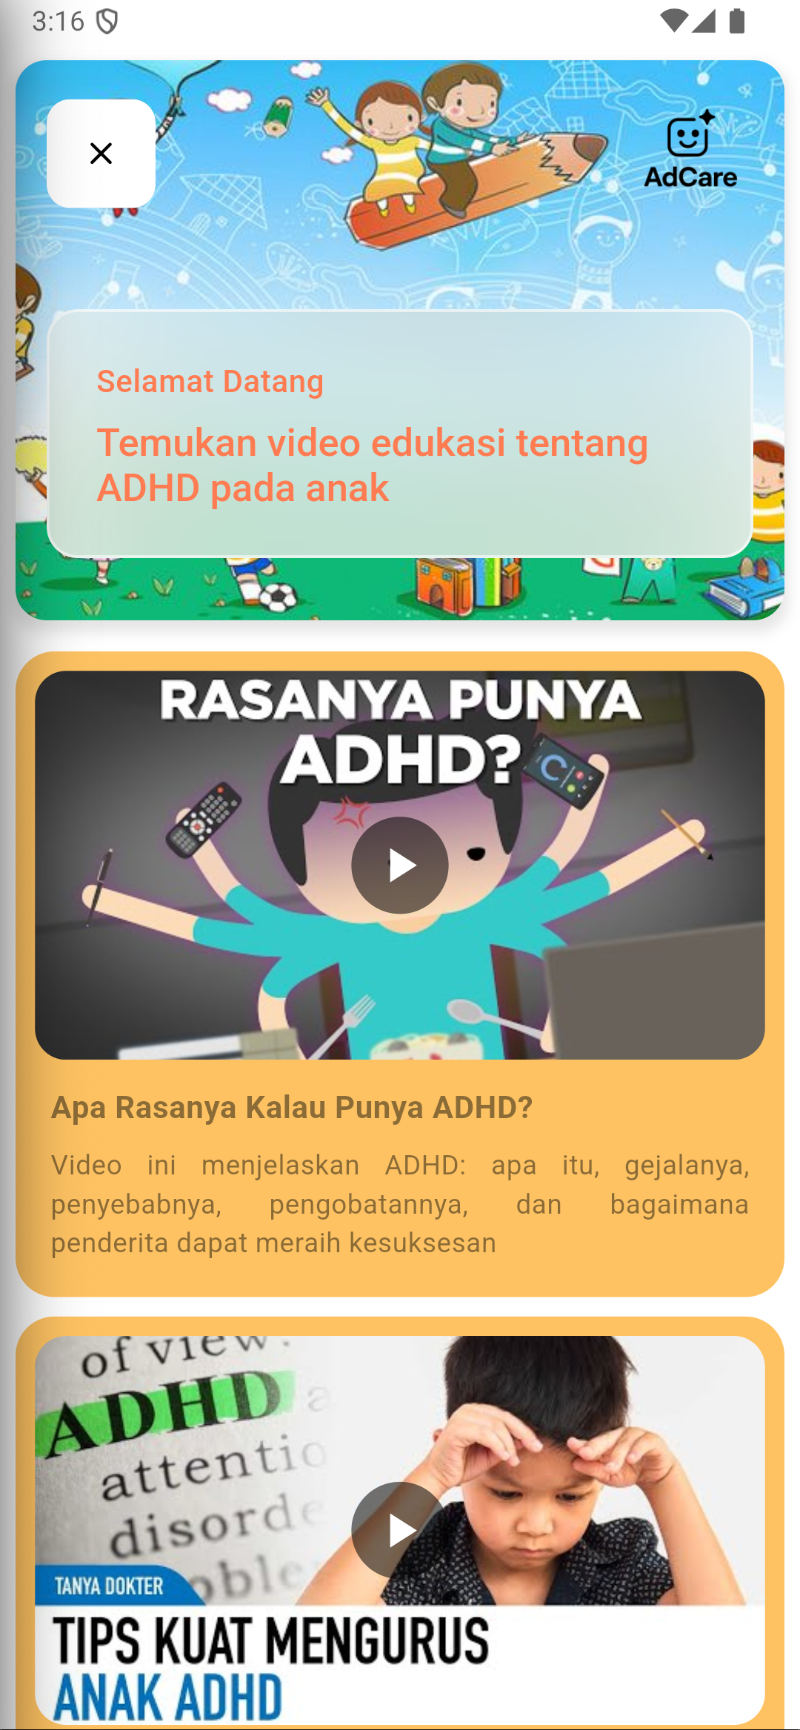 3:16
AdCare
Selamat Datang
Temukan video edukasi tentang
ADHD pada anak
RASANYA PUNYA
ADHD?
Apa Rasanya Kalau Punya ADHD?
Video ini menjelaskan ADHD: apa itu, gejalanya,
penyebabnya, pengobatannya, dan bagaimana
penderita dapat meraih kesuksesan
of view.
ADHD a
attentio
disorde
oble
TANYA DOKTER
TIPS KUAT MENGURUS
ANAK ADHD